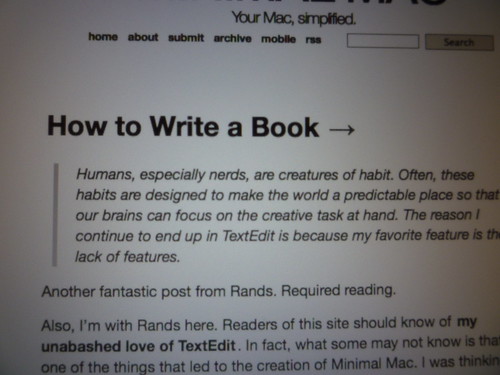 MAC
Your Mac, simplified.
home about submit archive mobile rss
Search
How to Write a Book →
Humans, especially nerds, are creatures of habit. Often, these
habits are designed to make the world a predictable place so that
our brains can focus on the creative task at hand. The reason I
continue to end up in TextEdit is because my favorite feature is the
lack of features.
Another fantastic post from Rands. Required reading.
Also, I'm with Rands here. Readers of this site should know of my
unabashed love of TextEdit. In fact, what some may not know is that
one of the things that led to the creation of Minimal Mac. I was thinkin